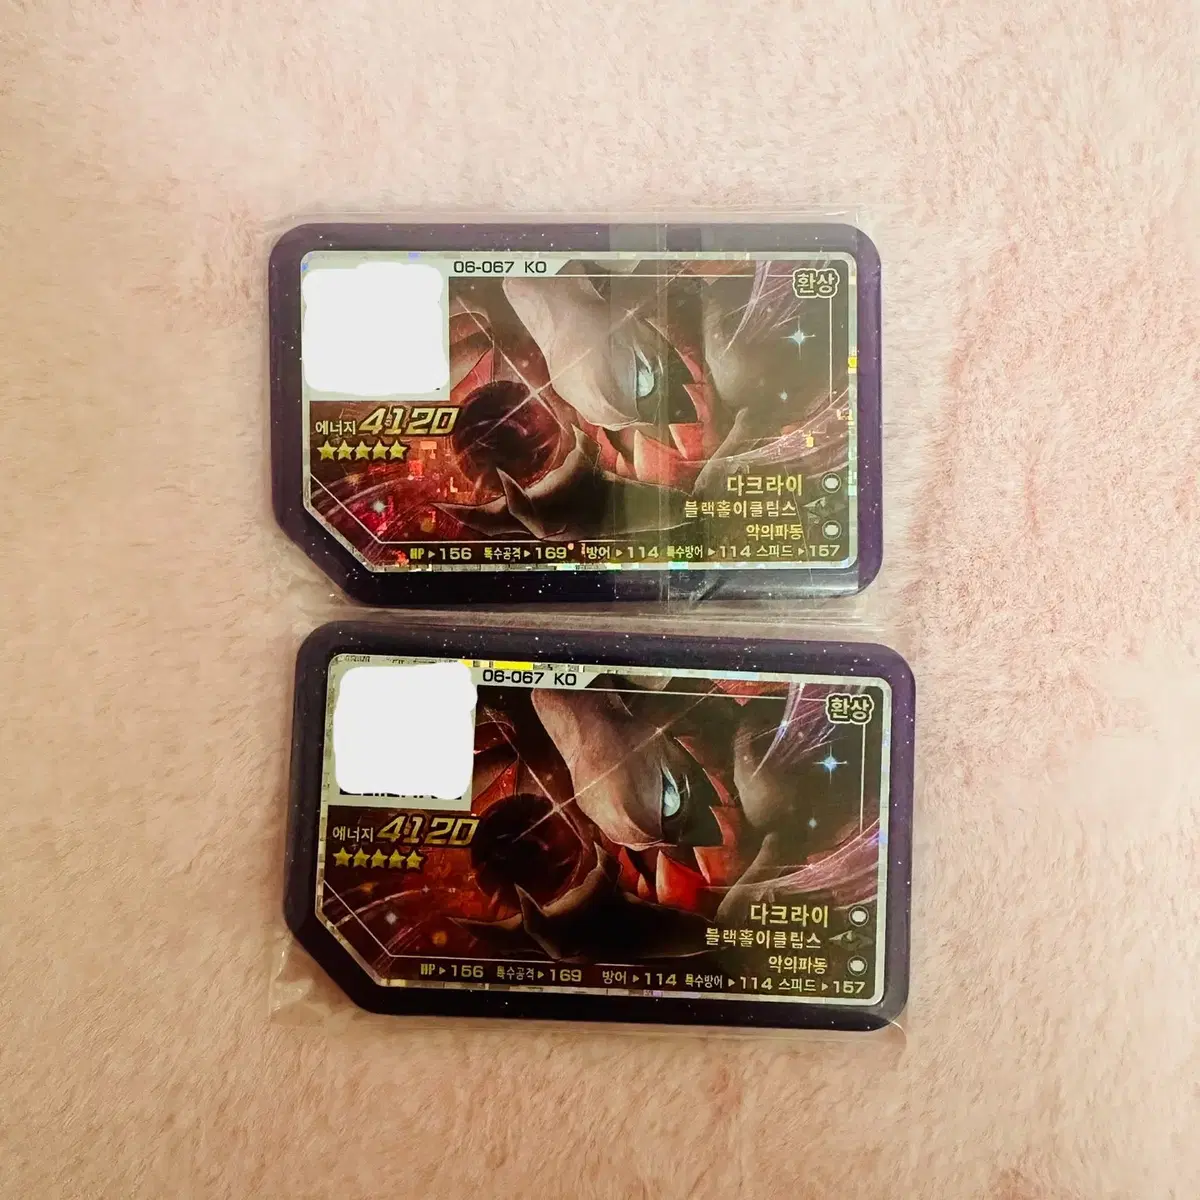 06-067 KO
환상
에너지 4120
다크라이
블랙홀이클립스
악의파동
HP ▸ 156 특수공격 ▸ 169 방어 ▸ 114 특수방어 ▸ 114 스피드 ▸ 157
06-067 KO
환상
에너지 4120
다크라이
블랙홀이클립스
악의파동
HP ▸ 156 특수공격 ▸ 169 방어 ▸ 114 특수방어 ▸ 114 스피드 ▸ 157